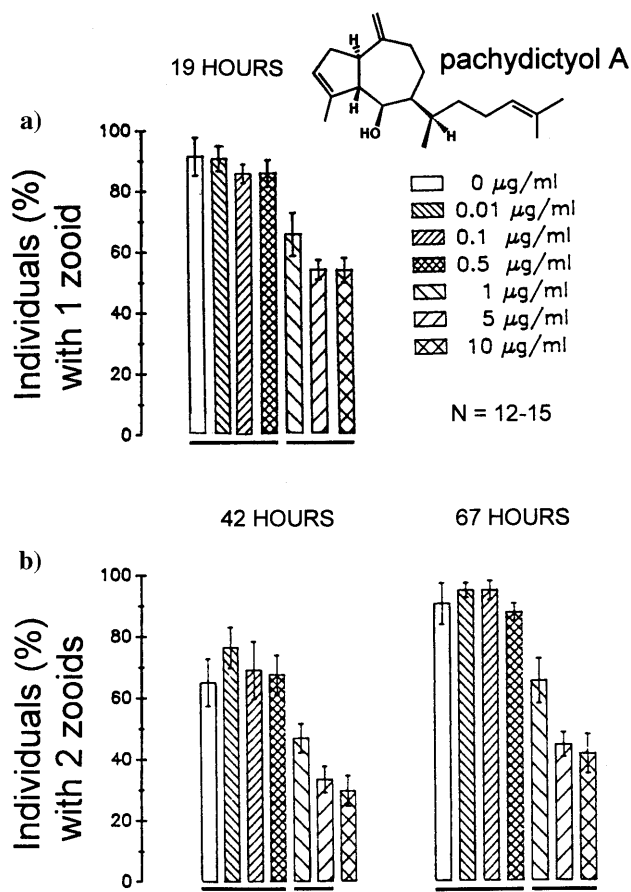 19 HOURS
pachydictyol A
H
H
HO
H
a)
Individuals (%)
with 1 zooid
100
80
60
40
20
0
0 µg/ml
0.01 µg/ml
0.1 µg/ml
0.5 µg/ml
1 µg/ml
5 µg/ml
10 µg/ml
N = 12-15
42 HOURS
67 HOURS
b)
Individuals (%)
with 2 zooids
100
80
60
40
20
0